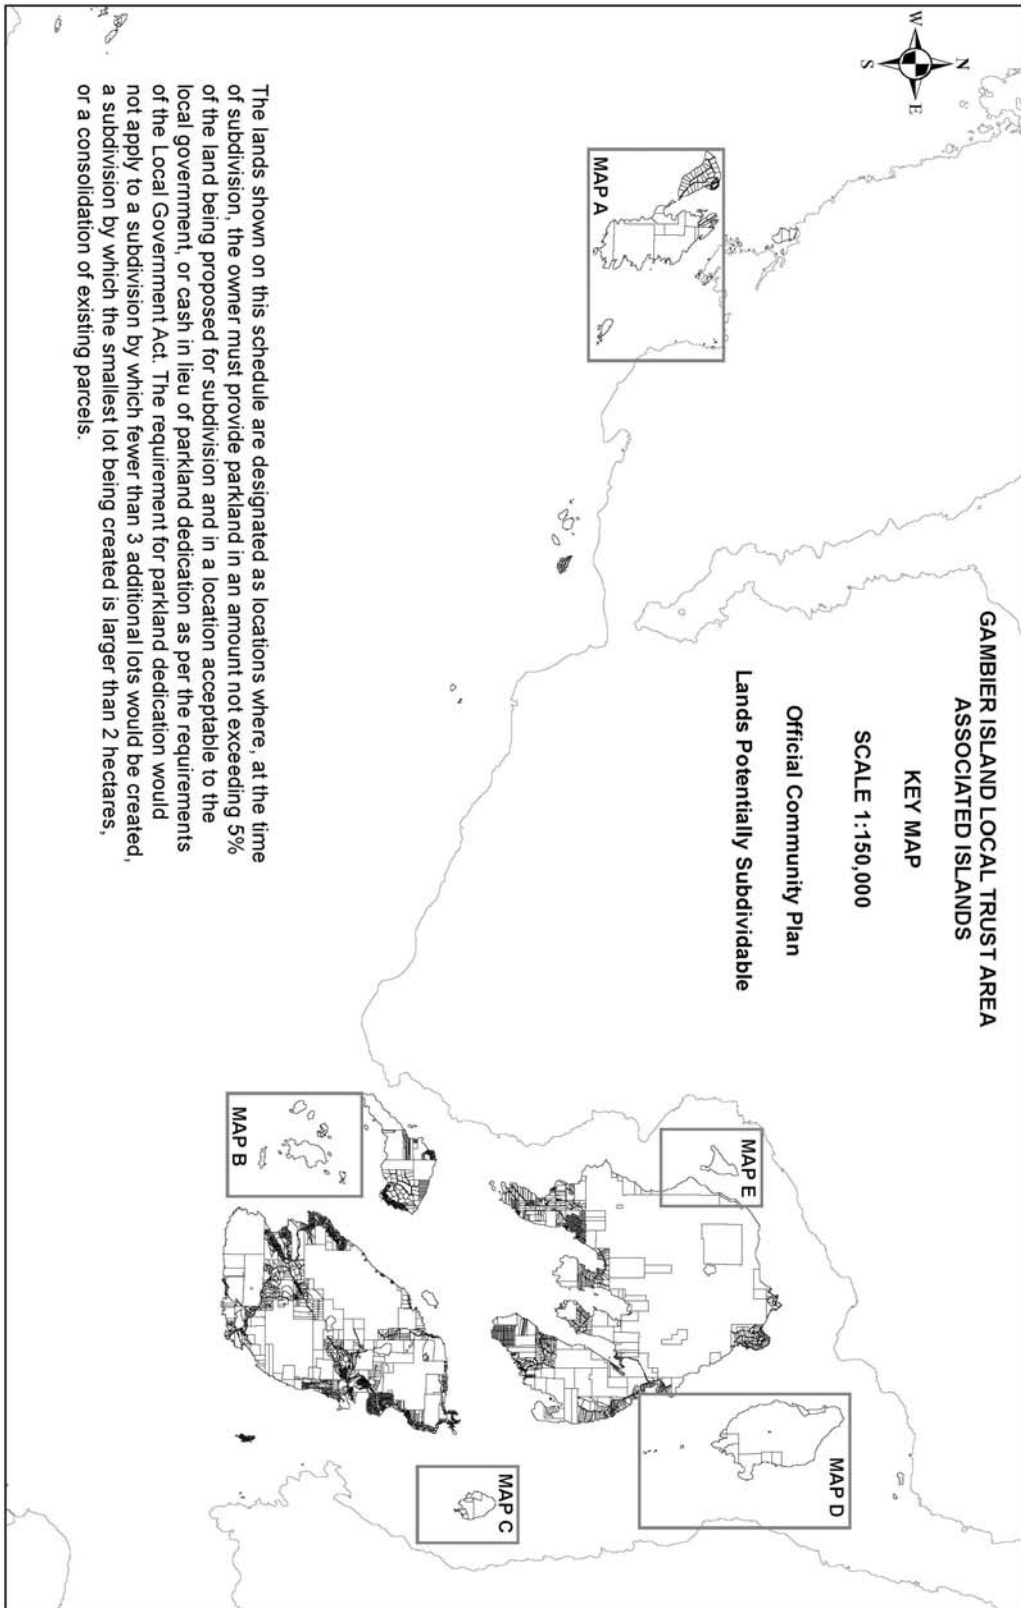 GAMBIER ISLAND LOCAL TRUST AREA
ASSOCIATED ISLANDS
KEY MAP
SCALE 1:150,000
Official Community Plan
Lands Potentially Subdividable
N
W
E
S
MAP A
MAP E
MAP D
MAP B
MAP C
The lands shown on this schedule are designated as locations where, at the time
of subdivision, the owner must provide parkland in an amount not exceeding 5%
of the land being proposed for subdivision and in a location acceptable to the
local government, or cash in lieu of parkland dedication as per the requirements
of the Local Government Act. The requirement for parkland dedication would
not apply to a subdivision by which fewer than 3 additional lots would be created,
a subdivision by which the smallest lot being created is larger than 2 hectares,
or a consolidation of existing parcels.